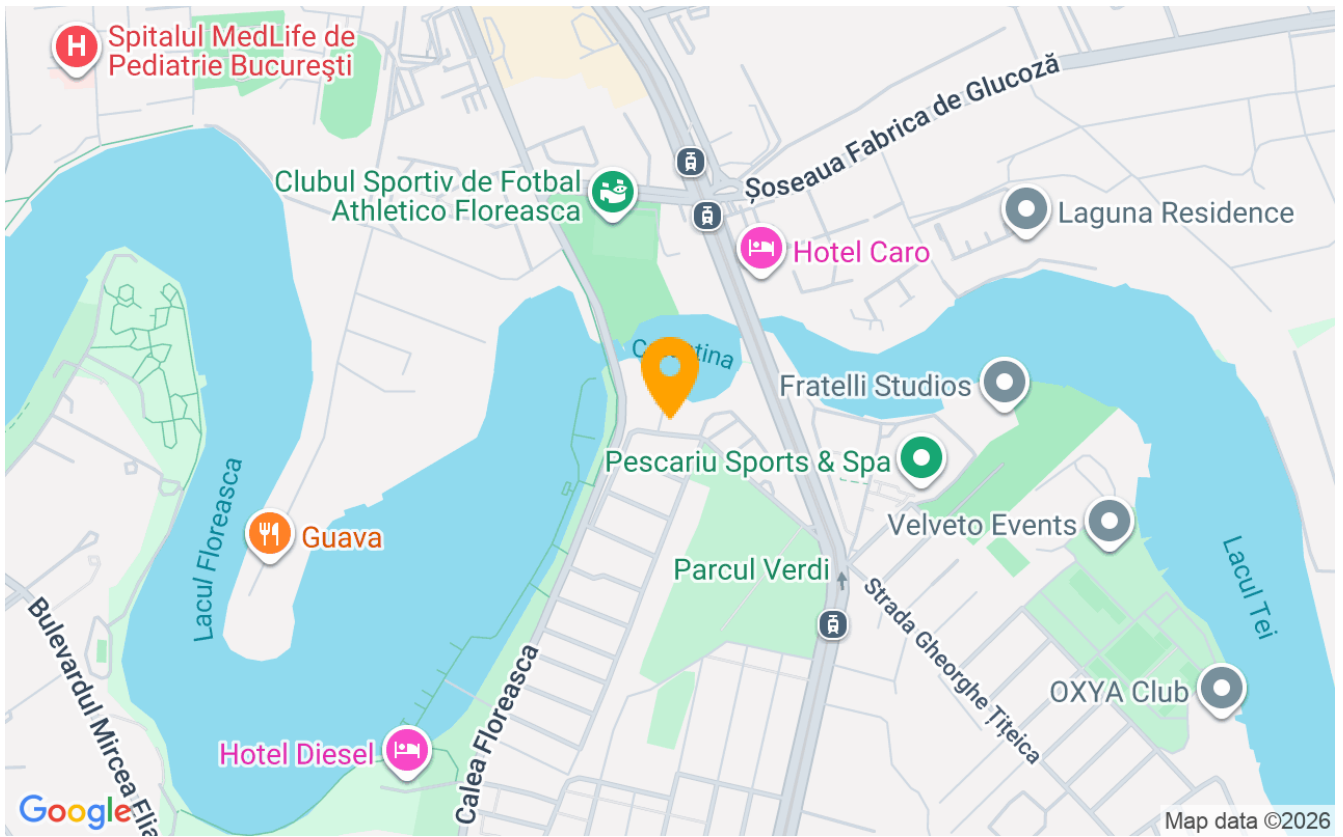 Spitalul MedLife de
Pediatrie București
Șoseaua Fabrica de Glucoză
Clubul Sportiv de Fotbal
Athletico Floreasca
Laguna Residence
Hotel Caro
Fratelli Studios
Pescariu Sports & Spa
Lacul Floreasca
Guava
Velveto Events
Parcul Verdi
Lacul Tei
Strada Gheorghe Țițeica
Calea Floreasca
OXYA Club
Bulevardul Mircea Elia
Hotel Diesel
Google
Map data ©2026